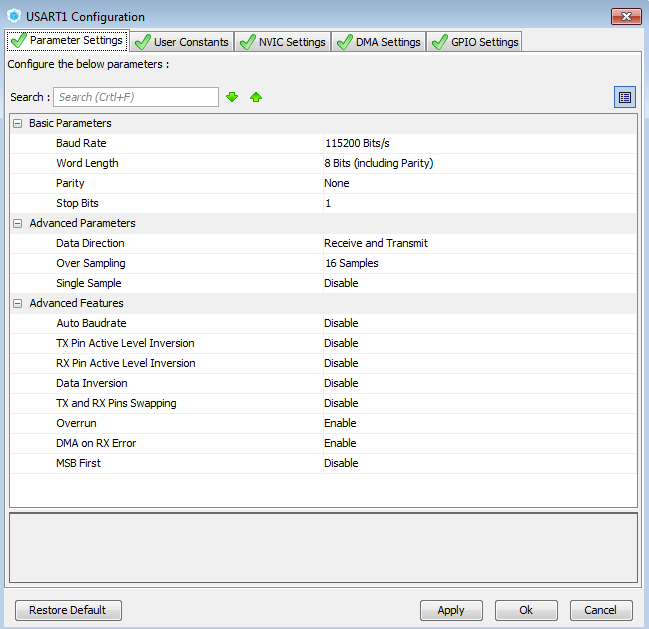 USART1 Configuration
Parameter Settings User Constants NVIC Settings DMA Settings GPIO Settings
Configure the below parameters :
Search : Search (Crtl+F)
Basic Parameters
Baud Rate 115200 Bits/s
Word Length 8 Bits (including Parity)
Parity None
Stop Bits 1
Advanced Parameters
Data Direction Receive and Transmit
Over Sampling 16 Samples
Single Sample Disable
Advanced Features
Auto Baudrate Disable
TX Pin Active Level Inversion Disable
RX Pin Active Level Inversion Disable
Data Inversion Disable
TX and RX Pins Swapping Disable
Overrun Enable
DMA on RX Error Enable
MSB First Disable
Restore Default Apply Ok Cancel